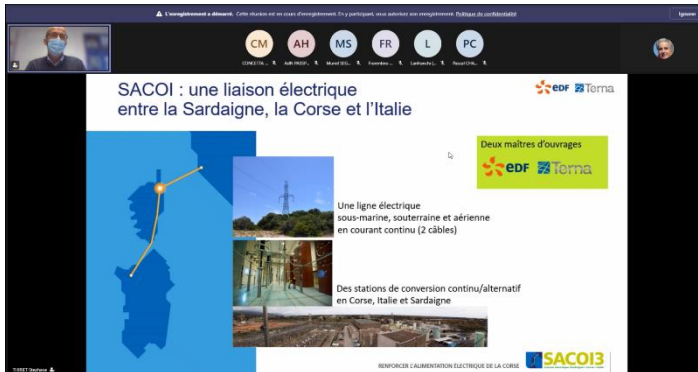 L'enregistrement a démarré. Cette réunion est en cours d'enregistrement. En y participant, vous autorisez son enregistrement. Politique de confidentialité
Ignorer
CM
AH
MS
FR
L
PC
CONCETTA ...
SACOI : une liaison électrique
entre la Sardaigne, la Corse et l'Italie
edf Terna
Deux maîtres d'ouvrages
edf Terna
Une ligne électrique
sous-marine, souterraine et aérienne
en courant continu (2 câbles)
Des stations de conversion continu/alternatif
en Corse, Italie et Sardaigne
RENFORCER L'ALIMENTATION ÉLECTRIQUE DE LA CORSE
SACOI3